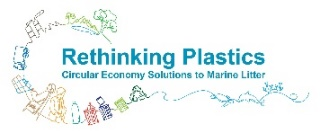 Rethinking Plastics
Circular Economy Solutions to Marine Litter